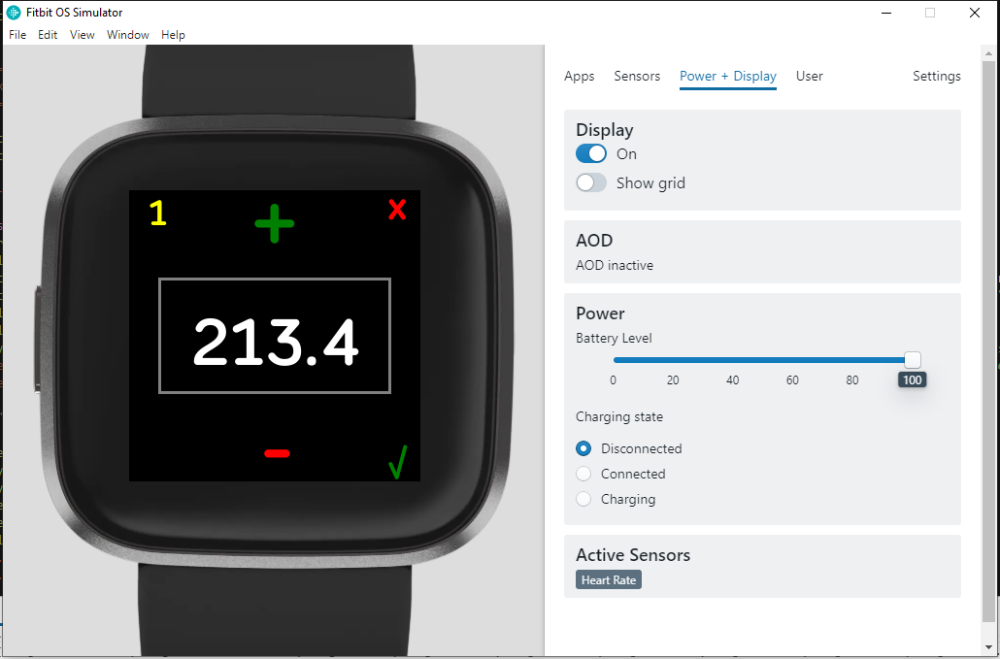 Fitbit OS Simulator
File Edit View Window Help
1 + x
213.4
- √
Apps Sensors Power + Display User Settings
Display
On
Show grid
AOD
AOD inactive
Power
Battery Level
0 20 40 60 80 100
Charging state
Disconnected
Connected
Charging
Active Sensors
Heart Rate